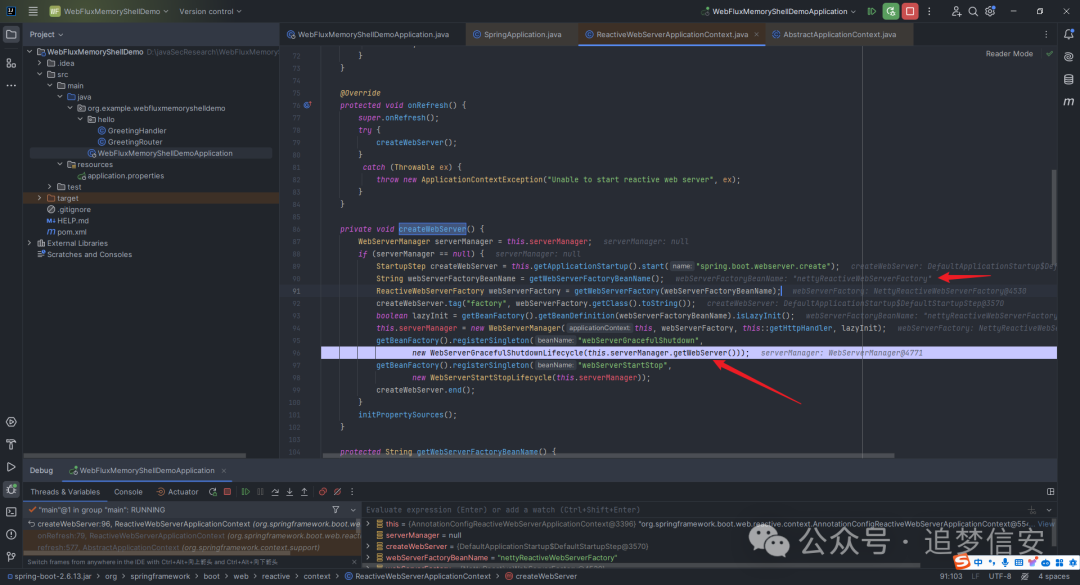 WF WebFluxMemoryShellDemo Version control WebFluxMemoryShellDemoApplication
Project
WebFluxMemoryShellDemoApplication.java SpringApplication.java ReactiveWebServerApplicationContext.java AbstractApplicationContext.java
Reader Mode
WebFluxMemoryShellDemo D:\javaSecResearch\WebFluxMemory
.idea
src
main
java
org.example.webfluxmemoryshelldemo
hello
GreetingHandler
GreetingRouter
WebFluxMemoryShellDemoApplication
resources
application.properties
test
target
.gitignore
HELP.md
pom.xml
External Libraries
Scratches and Consoles
72 }
73 }
74
75 @Override
76 protected void onRefresh() {
77 super.onRefresh();
78 try {
79 createWebServer();
80 }
81 catch (Throwable ex) {
82 throw new ApplicationContextException("Unable to start reactive web server", ex);
83 }
84 }
85
86 private void createWebServer() {
87 WebServerManager serverManager = this.serverManager; serverManager: null
88 if (serverManager == null) { serverManager: null
89 StartupStep createWebServer = this.getApplicationStartup().start( name: "spring.boot.webserver.create"); createWebServer: DefaultApplicationStartup$De
90 String webServerFactoryBeanName = getWebServerFactoryBeanName(); webServerFactoryBeanName: "nettyReactiveWebServerFactory"
91 ReactiveWebServerFactory webServerFactory = getWebServerFactory(webServerFactoryBeanName); webServerFactory: NettyReactiveWebServerFactory@4550
92 createWebServer.tag("factory", webServerFactory.getClass().toString()); createWebServer: DefaultApplicationStartup$DefaultStartupStep@3570
93 boolean lazyInit = getBeanFactory().getBeanDefinition(webServerFactoryBeanName).isLazyInit(); webServerFactoryBeanName: "nettyReactiveWebServerFactory
94 this.serverManager = new WebServerManager( applicationContext: this, webServerFactory, this::getHttpHandler, lazyInit); webServerFactory: NettyReactiveWebSe
95 getBeanFactory().registerSingleton( beanName: "webServerGracefulShutdown",
96 new WebServerGracefulShutdownLifecycle(this.serverManager.getWebServer())); serverManager: WebServerManager@4771
97 getBeanFactory().registerSingleton( beanName: "webServerStartStop",
98 new WebServerStartStopLifecycle(this.serverManager));
99 createWebServer.end();
100 }
101 initPropertySources();
102 }
103
104 protected String getWebServerFactoryBeanName() {
Debug WebFluxMemoryShellDemoApplication
Threads & Variables Console Actuator
"main"@1 in group "main": RUNNING
createWebServer:96, ReactiveWebServerApplicationContext (org.springframework.boot.we
onRefresh:79, ReactiveWebServerApplicationContext (org.springframework.boot.web.react
refresh:577, AbstractApplicationContext (org.springframework.context.support)
Switch frames from anywhere in the IDE with Ctrl+Alt+向上箭头 and Ctrl+Alt+向下箭头
Evaluate expression (Enter) or add a watch (Ctrl+Shift+Enter)
this = {AnnotationConfigReactiveWebServerApplicationContext@3396} "org.springframework.boot.web.reactive.context.AnnotationConfigReactiveWebServerApplicationContext@55 View
serverManager = null
createWebServer = {DefaultApplicationStartup$DefaultStartupStep@3570}
webServerFactoryBeanName = "nettyReactiveWebServerFactory"
公众号 · 追梦信安
中
spring-boot-2.6.13.jar > org > springframework > boot > web > reactive > context > ReactiveWebServerApplicationContext > createWebServer
91:103 LF UTF-8 4 spaces